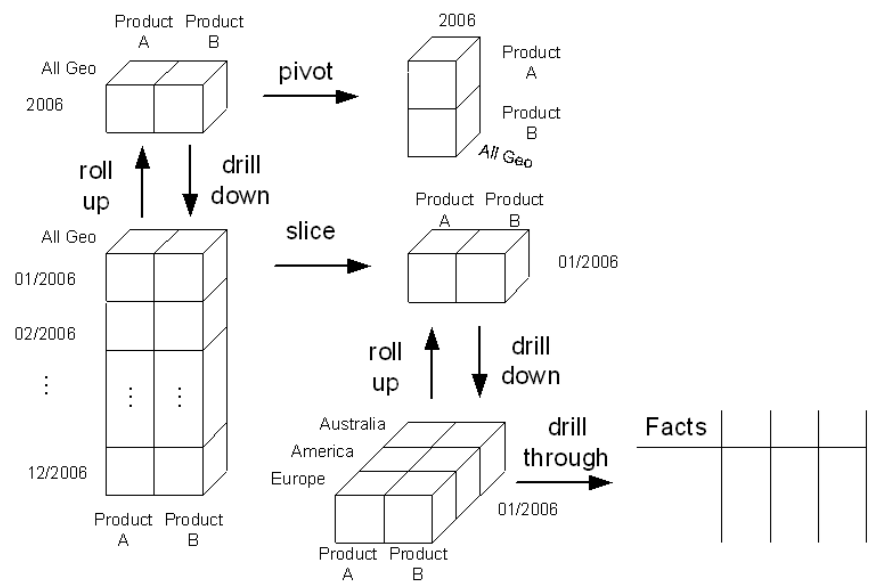 Product Product
A B
All Geo
2006
pivot
2006
Product
A
Product
B
All Geo
roll
up
drill
down
All Geo
01/2006
02/2006
⋮
⋮ ⋮
12/2006
Product Product
A B
slice
Product Product
A B
01/2006
roll
up
drill
down
Australia
America
Europe
01/2006
Product Product
A B
drill
through
Facts